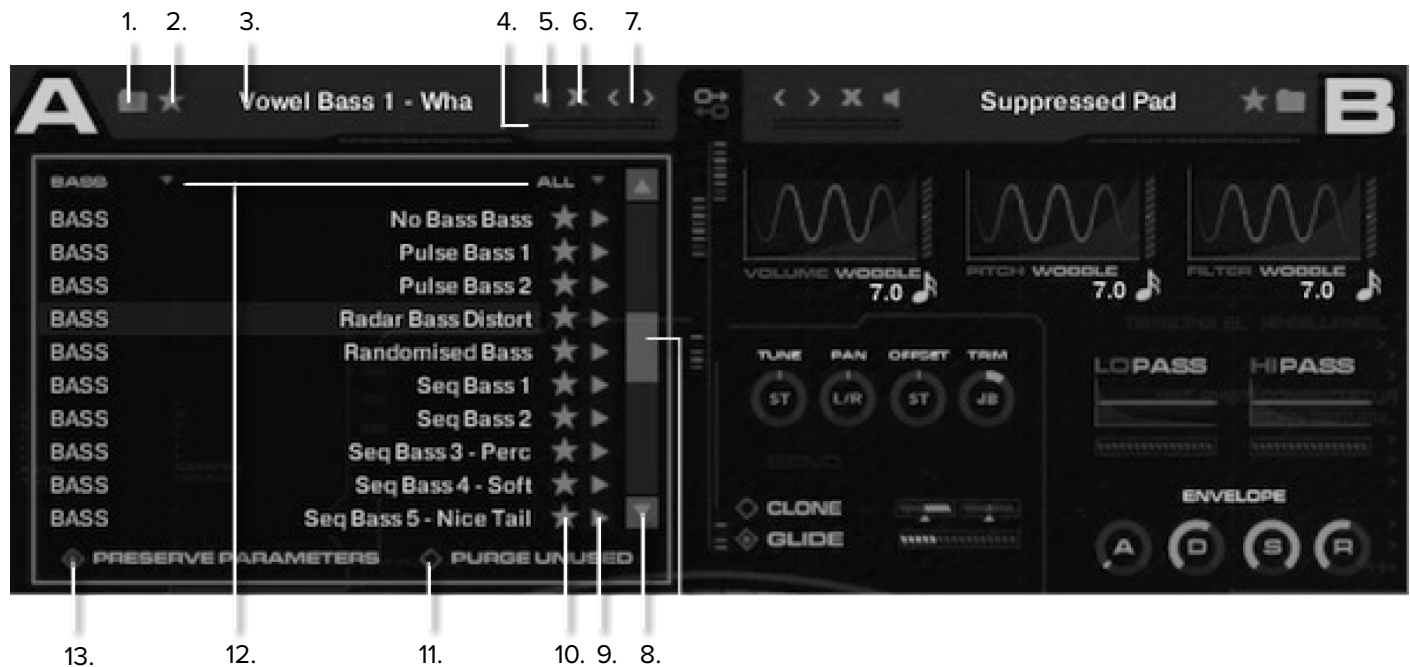 1. 2. 3. 4. 5. 6. 7.
A Vowel Bass 1 - Wha Suppressed Pad B
BASS ALL
BASS No Bass Bass
BASS Pulse Bass 1
BASS Pulse Bass 2
BASS Radar Bass Distort
BASS Randomised Bass
BASS Seq Bass 1
BASS Seq Bass 2
BASS Seq Bass 3 - Perc
BASS Seq Bass 4 - Soft
BASS Seq Bass 5 - Nice Tail
PRESERVE PARAMETERS PURGE UNUSED
VOLUME WOBBLE PITCH WOBBLE FILTER WOBBLE
7.0 7.0 7.0
TUNE PAN OFFSET TRIM
ST L/R ST dB
LOPASS HIPASS
CLONE
GLIDE
ENVELOPE
A D S R
13. 12. 11. 10. 9. 8.